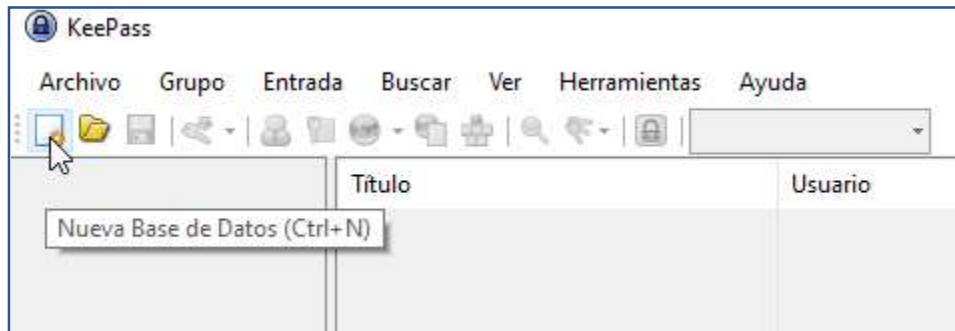 KeePass
Archivo Grupo Entrada Buscar Ver Herramientas Ayuda
Título Usuario
Nueva Base de Datos (Ctrl+N)